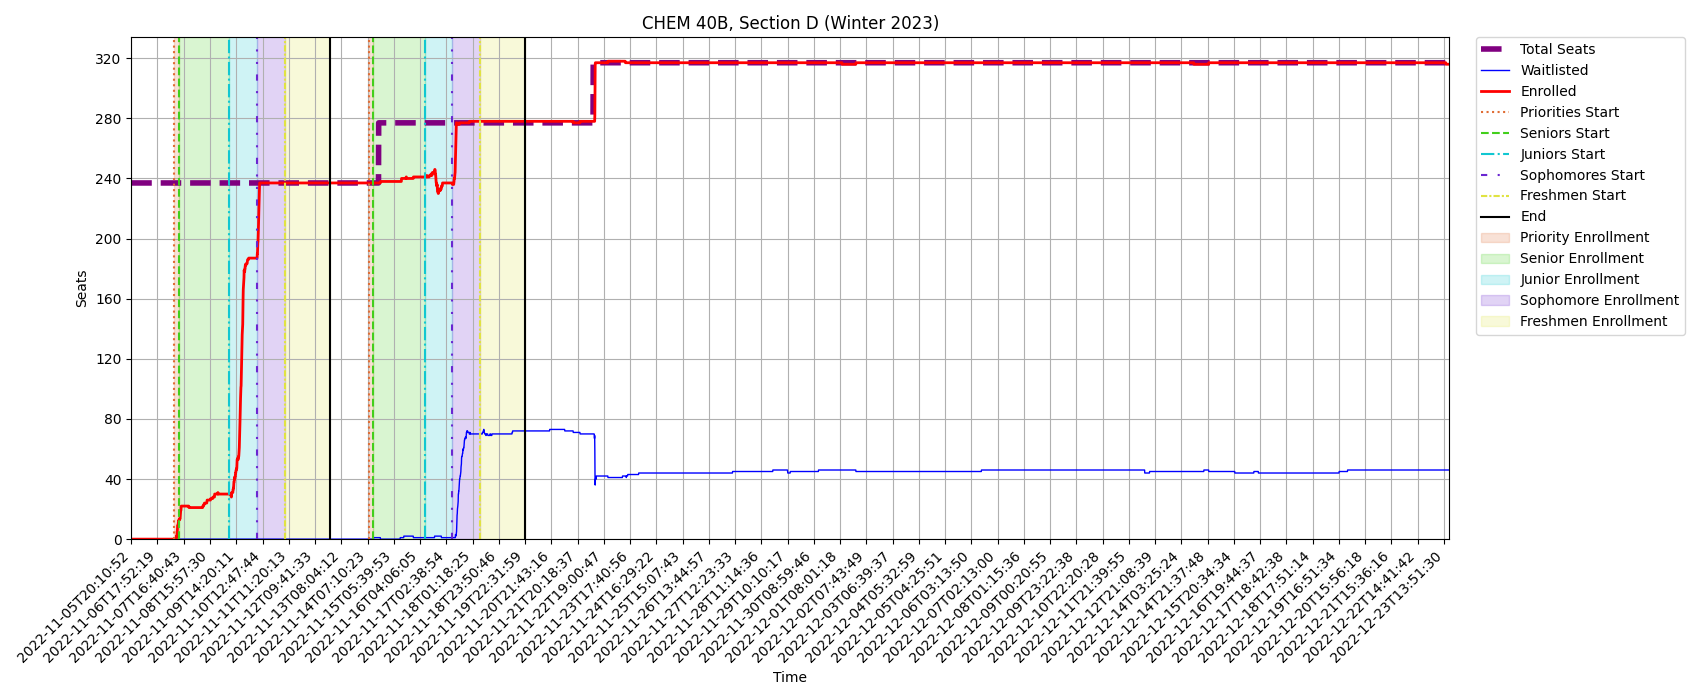 CHEM 40B, Section D (Winter 2023)
Seats
320
280
240
200
160
120
80
40
0
2022-11-05T20:10:52
2022-11-06T17:52:19
2022-11-07T16:40:43
2022-11-08T15:57:30
2022-11-09T14:20:11
2022-11-10T12:47:44
2022-11-11T11:20:13
2022-11-12T09:41:33
2022-11-13T08:04:12
2022-11-14T07:10:23
2022-11-15T05:39:53
2022-11-16T04:06:05
2022-11-17T02:38:54
2022-11-18T01:18:25
2022-11-18T23:50:46
2022-11-19T22:31:59
2022-11-20T21:43:16
2022-11-21T20:18:37
2022-11-22T19:00:47
2022-11-23T17:40:56
2022-11-24T16:29:22
2022-11-25T15:07:43
2022-11-26T13:44:57
2022-11-27T12:23:33
2022-11-28T11:14:36
2022-11-29T10:10:17
2022-11-30T08:59:46
2022-12-01T08:01:18
2022-12-02T07:43:49
2022-12-03T06:39:37
2022-12-04T05:32:59
2022-12-05T04:25:51
2022-12-06T03:13:50
2022-12-07T02:13:00
2022-12-08T01:15:36
2022-12-09T00:20:55
2022-12-09T23:22:38
2022-12-10T22:20:28
2022-12-11T21:39:55
2022-12-12T21:08:39
2022-12-14T03:25:24
2022-12-14T21:37:48
2022-12-15T20:34:34
2022-12-16T19:44:37
2022-12-17T18:42:38
2022-12-18T17:51:14
2022-12-19T16:51:34
2022-12-20T15:56:18
2022-12-21T15:36:16
2022-12-22T14:41:42
2022-12-23T13:51:30
Time
Total Seats
Waitlisted
Enrolled
Priorities Start
Seniors Start
Juniors Start
Sophomores Start
Freshmen Start
End
Priority Enrollment
Senior Enrollment
Junior Enrollment
Sophomore Enrollment
Freshmen Enrollment